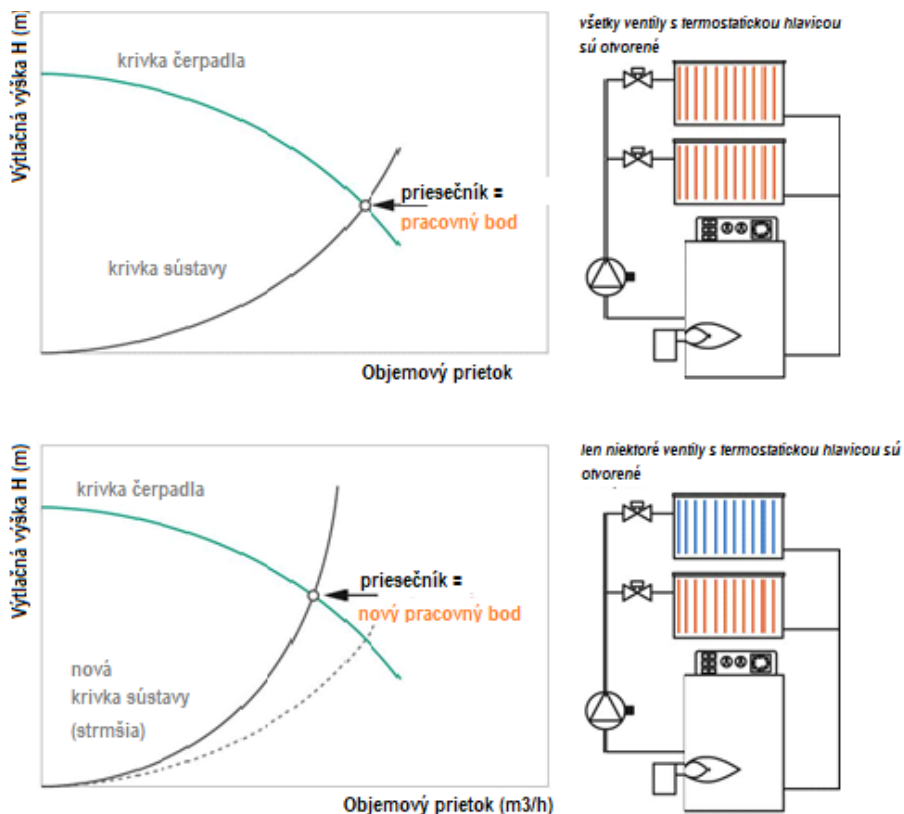 Výtlačná výška H (m)
krivka čerpadla
priesečník =
pracovný bod
krivka sústavy
Objemový prietok
všetky ventily s termostatickou hlavicou
sú otvorené
Výtlačná výška H (m)
krivka čerpadla
priesečník =
nový pracovný bod
nová
krivka sústavy
(strmšia)
Objemový prietok (m3/h)
len niektoré ventily s termostatickou hlavicou sú
otvorené